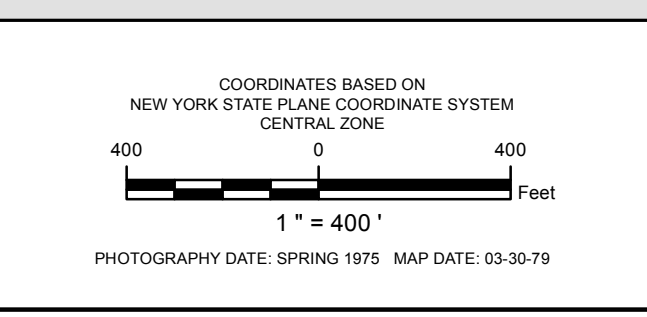 COORDINATES BASED ON
NEW YORK STATE PLANE COORDINATE SYSTEM
CENTRAL ZONE
400 0 400
Feet
1 " = 400 '
PHOTOGRAPHY DATE: SPRING 1975 MAP DATE: 03-30-79